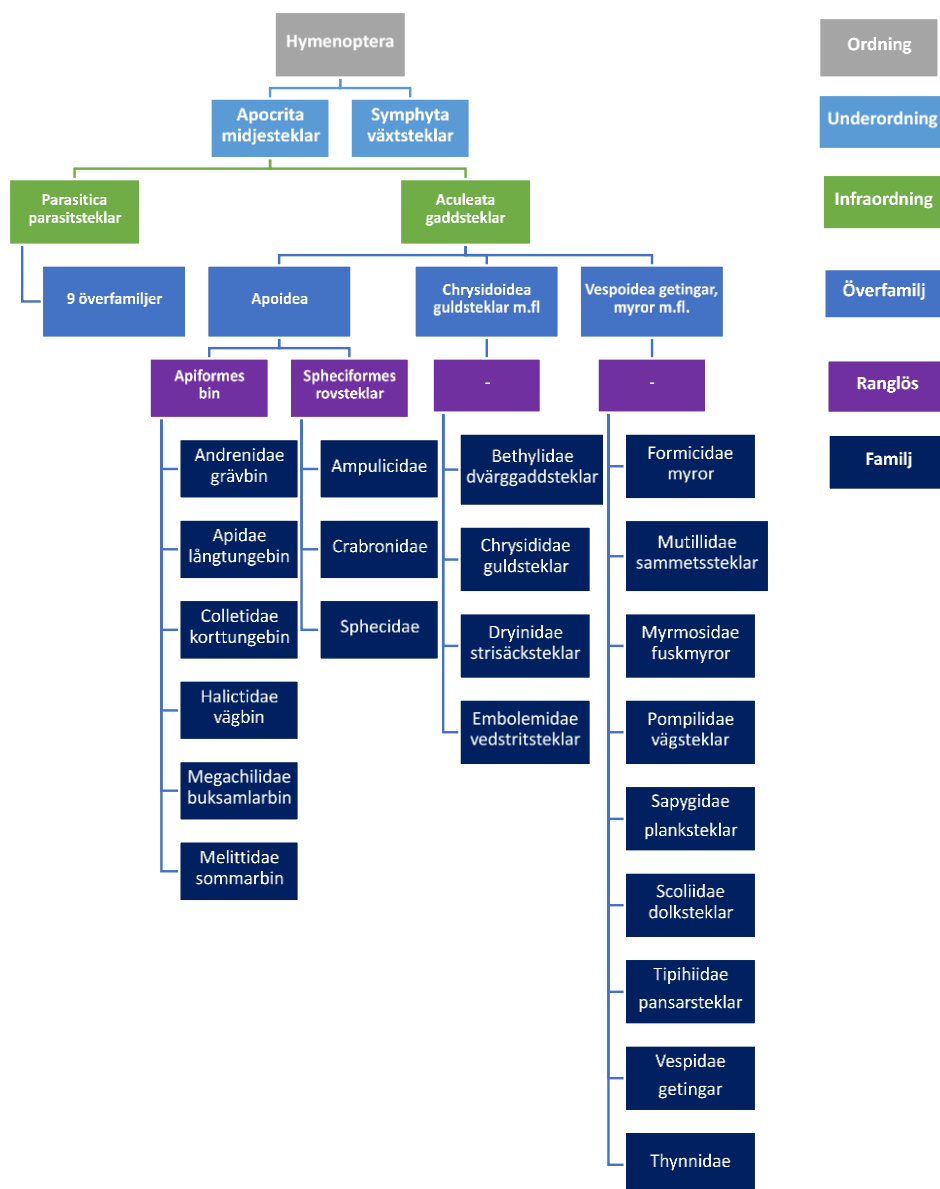 Hymenoptera
Apocrita
midjesteklar
Symphyta
växtsteklar
Parasitica
parasitsteklar
Aculeata
gaddsteklar
9 överfamiljer
Apoidea
Chrysidoidea
guldsteklar m.fl
Vespoidea getingar,
myror m.fl.
Apiformes
bin
Spheciformes
rovsteklar
-
-
Andrenidae
grävbin
Apidae
långtungebin
Colletidae
korttungebin
Halictidae
vägbin
Megachilidae
buksamlarbin
Melittidae
sommarbin
Ampulicidae
Crabronidae
Sphecidae
Bethylidae
dvärggaddsteklar
Chrysididae
guldsteklar
Dryinidae
strisäcksteklar
Embolemidae
vedstritsteklar
Formicidae
myror
Mutillidae
sammetssteklar
Myrmosidae
fuskmyror
Pompilidae
vägsteklar
Sapygidae
planksteklar
Scoliidae
dolksteklar
Tipihiidae
pansarsteklar
Vespidae
getingar
Thynnidae
Ordning
Underordning
Infraordning
Överfamilj
Ranglös
Familj